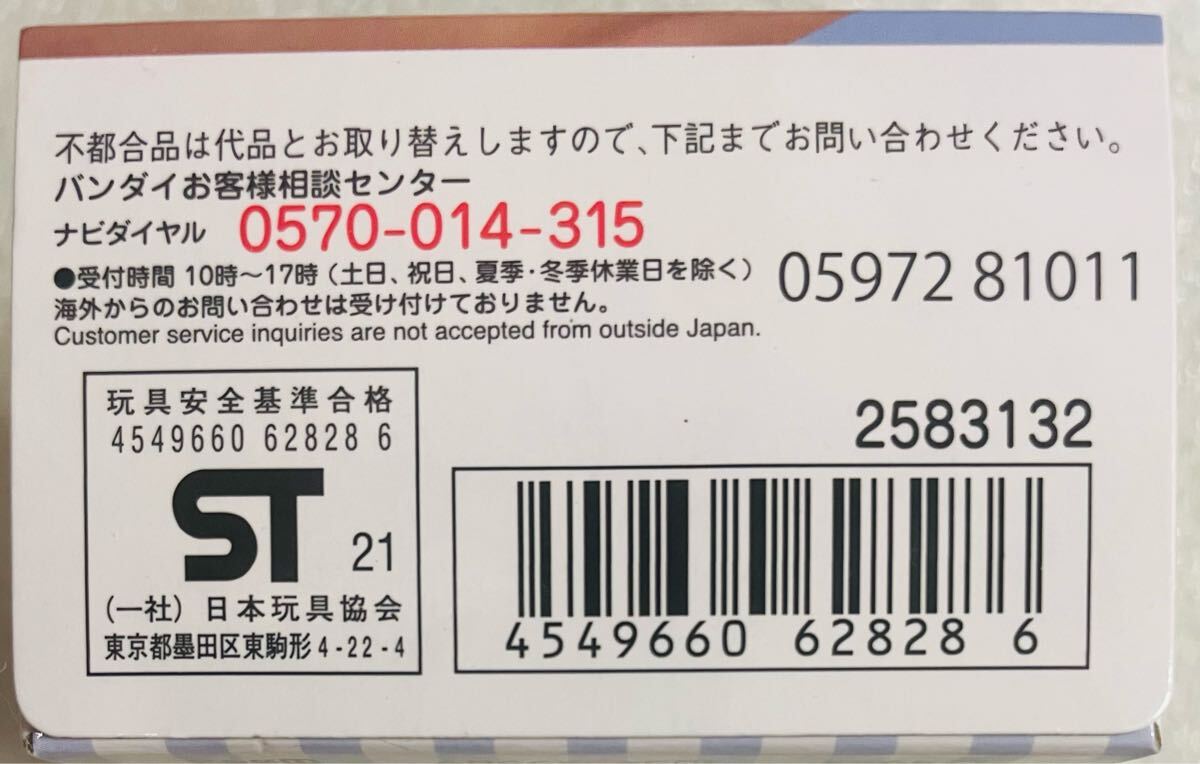 不都合品は代品とお取り替えしますので、下記までお問い合わせください。
バンダイお客様相談センター
ナビダイヤル 0570-014-315
●受付時間 10時～17時(土日、祝日、夏季・冬季休業日を除く)
海外からのお問い合わせは受け付けておりません。
Customer service inquiries are not accepted from outside Japan.
05972 81011
玩具安全基準合格
4549660 62828 6
ST 21
(一社)日本玩具協会
東京都墨田区東駒形4-22-4
2583132
4549660 62828 6